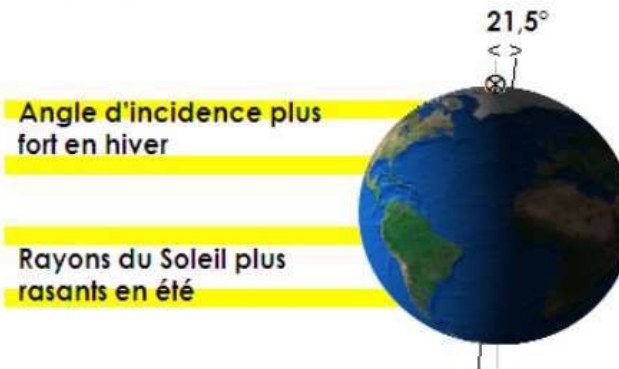 21,5°
< >
Angle d'incidence plus
fort en hiver
Rayons du Soleil plus
rasants en été